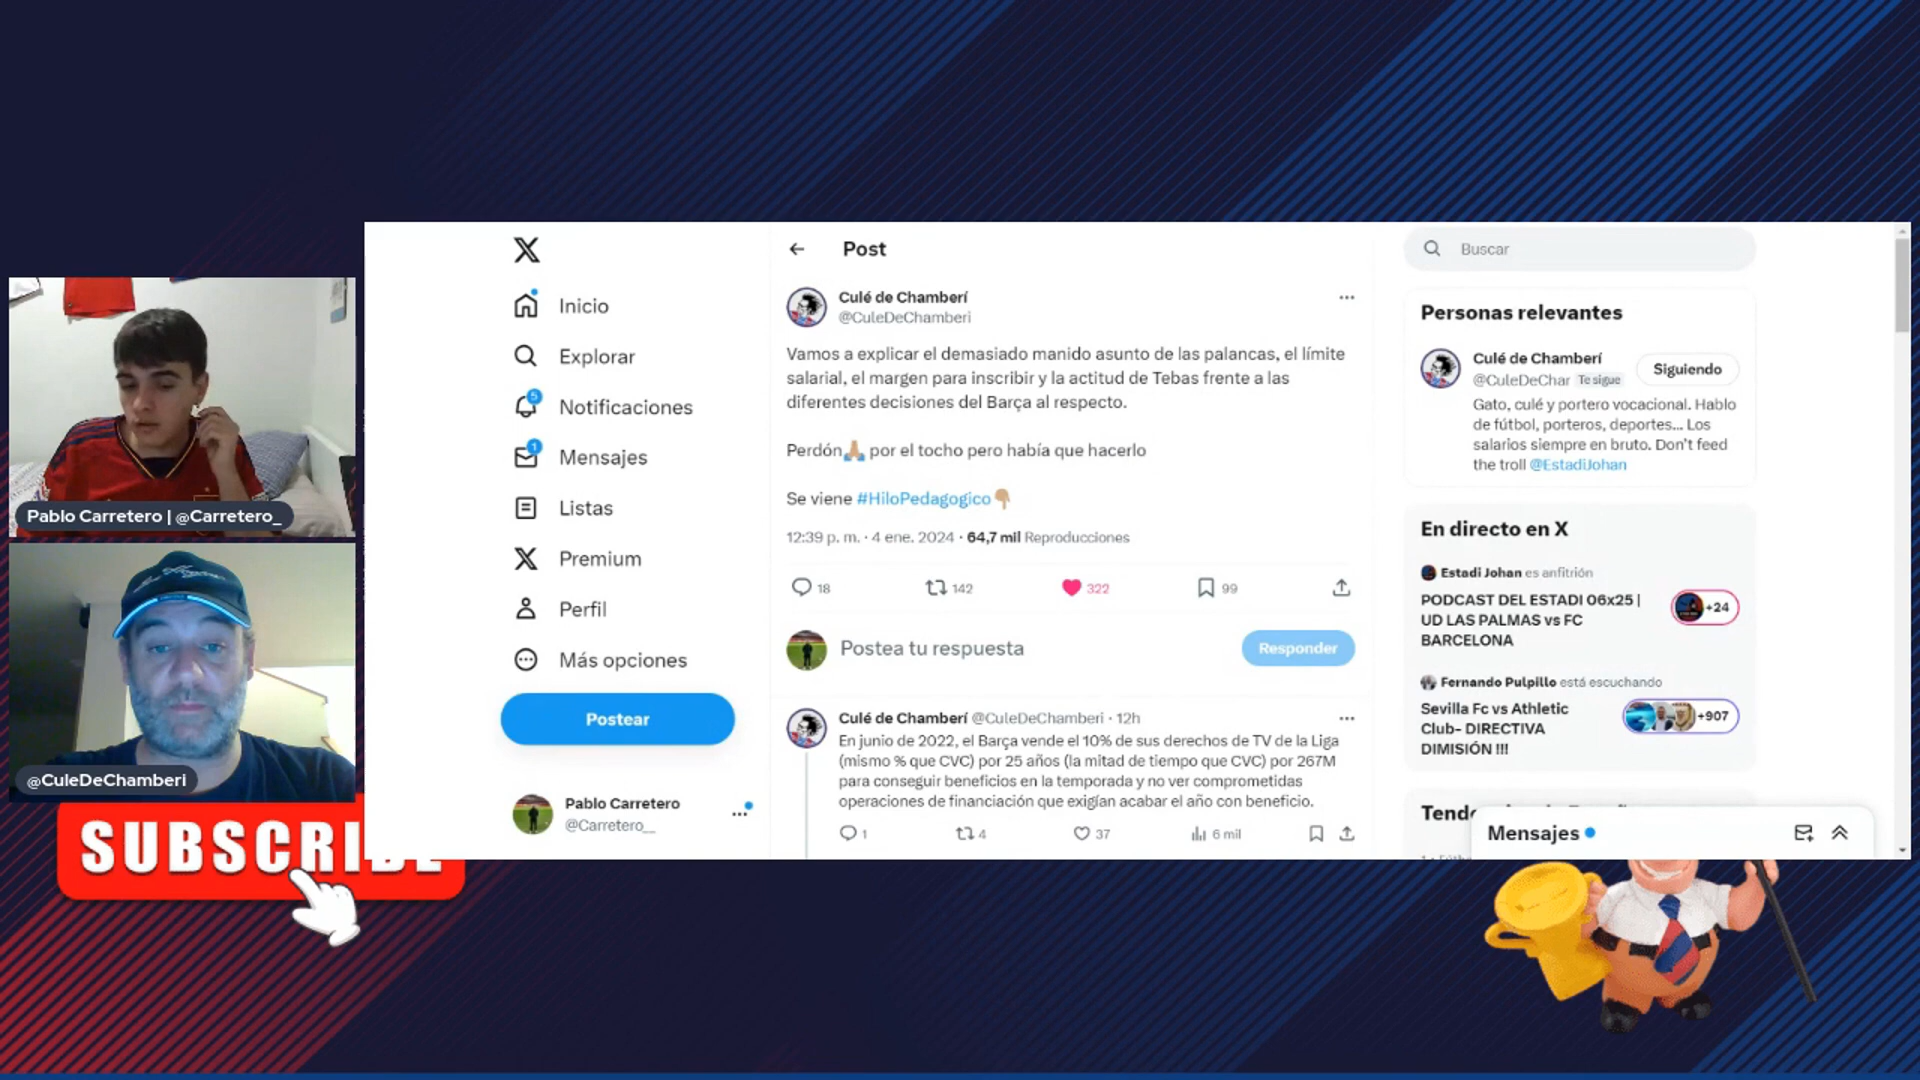 Pablo Carretero | @Carretero_
@CuleDeChamberi
SUBSCRIBE
Inicio
Explorar
5
Notificaciones
1
Mensajes
Listas
Premium
Perfil
Más opciones
Postear
Pablo Carretero
@Carretero__
Post
Culé de Chamberí
@CuleDeChamberi
Vamos a explicar el demasiado manido asunto de las palancas, el límite
salarial, el margen para inscribir y la actitud de Tebas frente a las
diferentes decisiones del Barça al respecto.
Perdón🙏🏼 por el tocho pero había que hacerlo
Se viene #HiloPedagogico👇🏼
12:39 p. m. · 4 ene. 2024 · 64,7 mil Reproducciones
18 142 322 99
Postea tu respuesta
Responder
Culé de Chamberí @CuleDeChamberi · 12h
En junio de 2022, el Barça vende el 10% de sus derechos de TV de la Liga
(mismo % que CVC) por 25 años (la mitad de tiempo que CVC) por 267M
para conseguir beneficios en la temporada y no ver comprometidas
operaciones de financiación que exigían acabar el año con beneficio.
1 4 37 6 mil
Buscar
Personas relevantes
Culé de Chamberí
@CuleDeChar Te sigue
Siguiendo
Gato, culé y portero vocacional. Hablo
de fútbol, porteros, deportes... Los
salarios siempre en bruto. Don't feed
the troll @EstadiJohan
En directo en X
Estadi Johan es anfitrión
PODCAST DEL ESTADI 06x25 |
UD LAS PALMAS vs FC
BARCELONA
+24
Fernando Pulpillo está escuchando
Sevilla Fc vs Athletic
Club- DIRECTIVA
DIMISIÓN !!!
+907
Mensajes